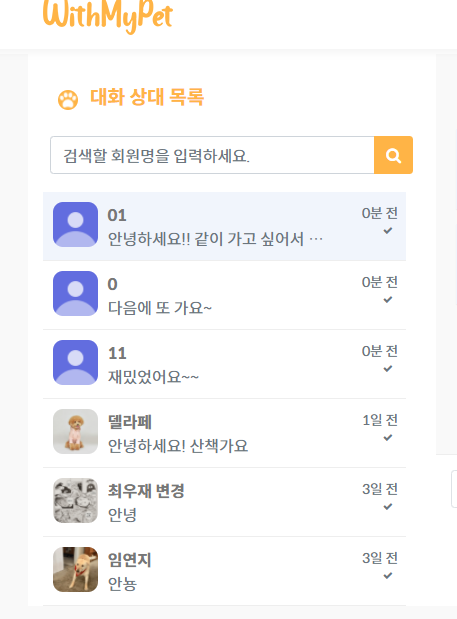 WithMyPet
대화 상대 목록
검색할 회원명을 입력하세요.
01
0분 전
안녕하세요!! 같이 가고 싶어서 …
0
0분 전
다음에 또 가요~
11
0분 전
재밌었어요~~
델라페
1일 전
안녕하세요! 산책가요
최우재 변경
3일 전
안녕
임연지
3일 전
안뇽